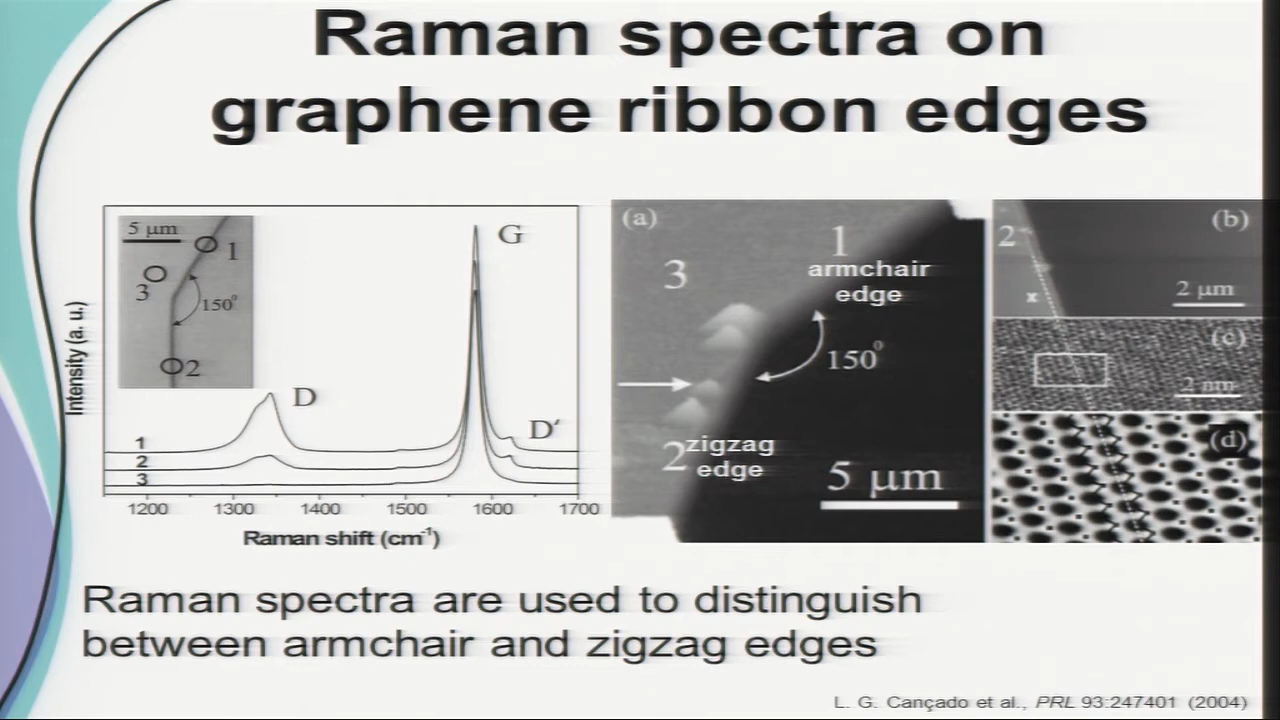 Raman spectra on
graphene ribbon edges
5 µm
1
3
150°
2
G
D
D′
1
2
3
Intensity (a. u.)
1200 1300 1400 1500 1600 1700
Raman shift (cm⁻¹)
(a)
1
armchair
edge
3
150°
2
zigzag
edge
5 µm
(b)
2
x
2 µm
(c)
2 nm
(d)
Raman spectra are used to distinguish
between armchair and zigzag edges
L. G. Cançado et al., PRL 93:247401 (2004)